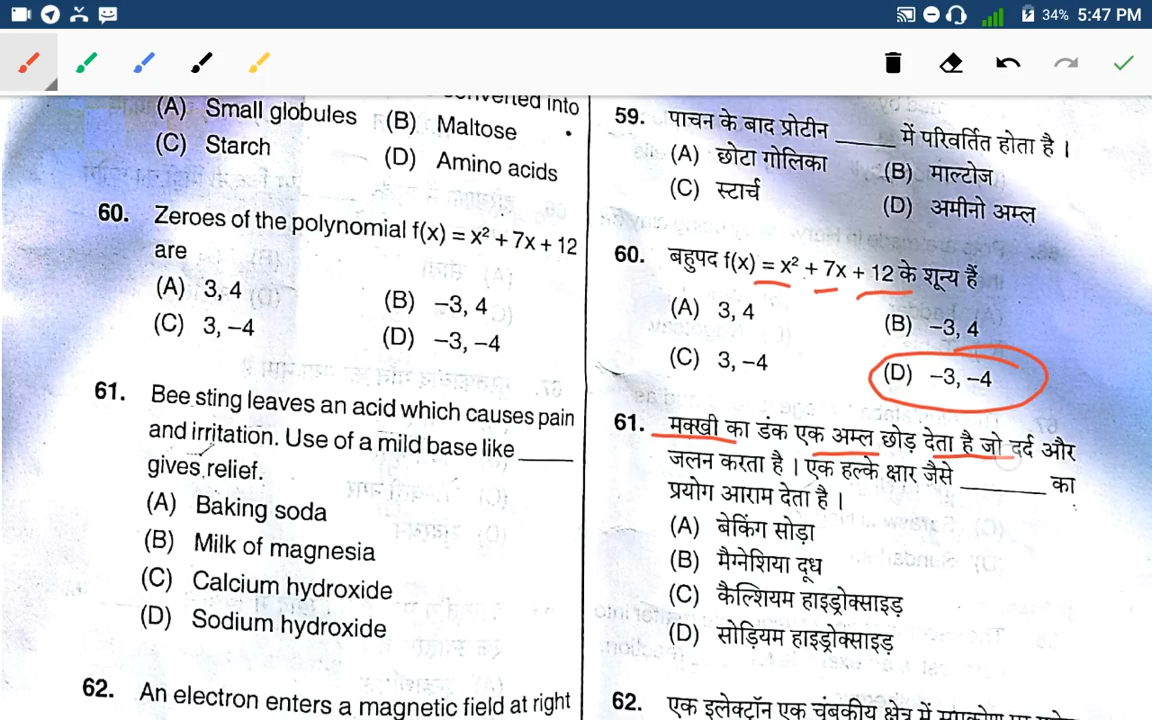 34% 5:47 PM
converted into
(A) Small globules (B) Maltose
(C) Starch (D) Amino acids
60. Zeroes of the polynomial f(x) = x² + 7x + 12
are
(A) 3, 4 (B) −3, 4
(C) 3, −4 (D) −3, −4
61. Bee sting leaves an acid which causes pain
and irritation. Use of a mild base like ____
gives relief.
(A) Baking soda
(B) Milk of magnesia
(C) Calcium hydroxide
(D) Sodium hydroxide
62. An electron enters a magnetic field at right
59. पाचन के बाद प्रोटीन _____ में परिवर्तित होता है ।
(A) छोटा गोलिका (B) माल्टोज
(C) स्टार्च (D) अमीनो अम्ल
60. बहुपद f(x) = x² + 7x + 12 के शून्य हैं
(A) 3, 4 (B) −3, 4
(C) 3, −4 (D) −3, −4
61. मक्खी का डंक एक अम्ल छोड़ देता है जो दर्द और
जलन करता है । एक हल्के क्षार जैसे _______ का
प्रयोग आराम देता है ।
(A) बेकिंग सोड़ा
(B) मैग्नेशिया दूध
(C) कैल्शियम हाइड्रोक्साइड़
(D) सोड़ियम हाइड्रोक्साइड़
62. एक इलेक्ट्रॉन एक चुंबकीय क्षेत्र में